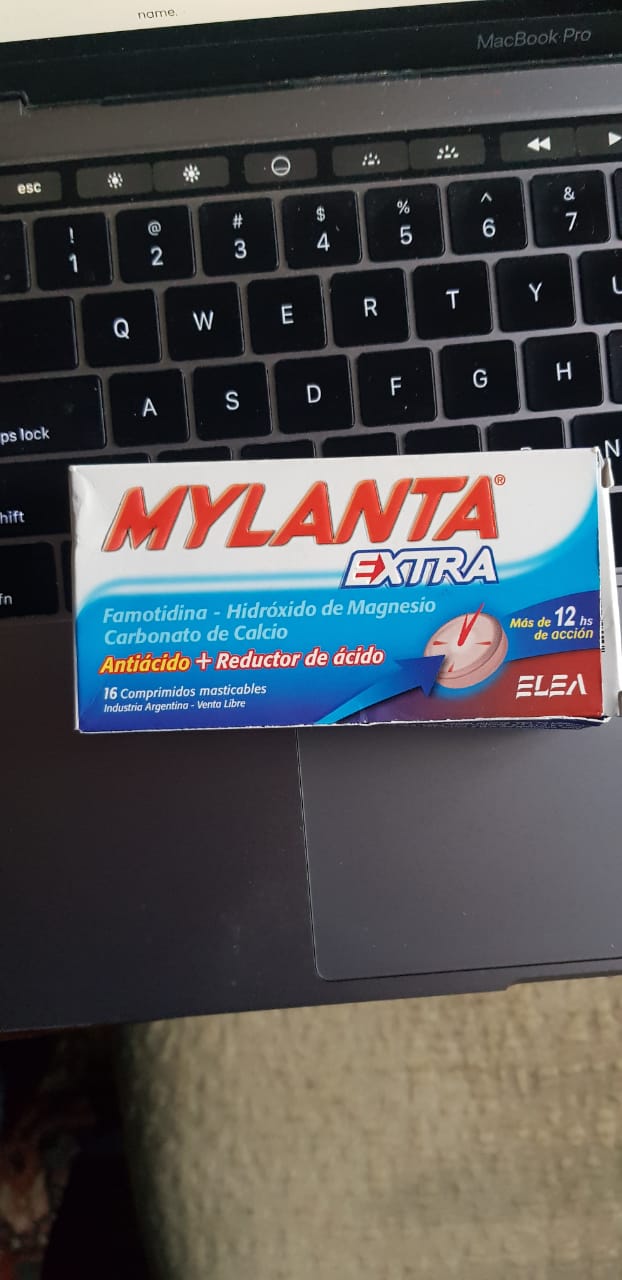 name.
MacBook Pro
esc
! @ # $ % ^ &
1 2 3 4 5 6 7
Q W E R T Y U
A S D F G H
ps lock
N
hift
fn
MYLANTA®
EXTRA
Famotidina - Hidróxido de Magnesio
Carbonato de Calcio
Antiácido + Reductor de ácido
Más de 12 hs
de acción
16 Comprimidos masticables
Industria Argentina - Venta Libre
ELEA